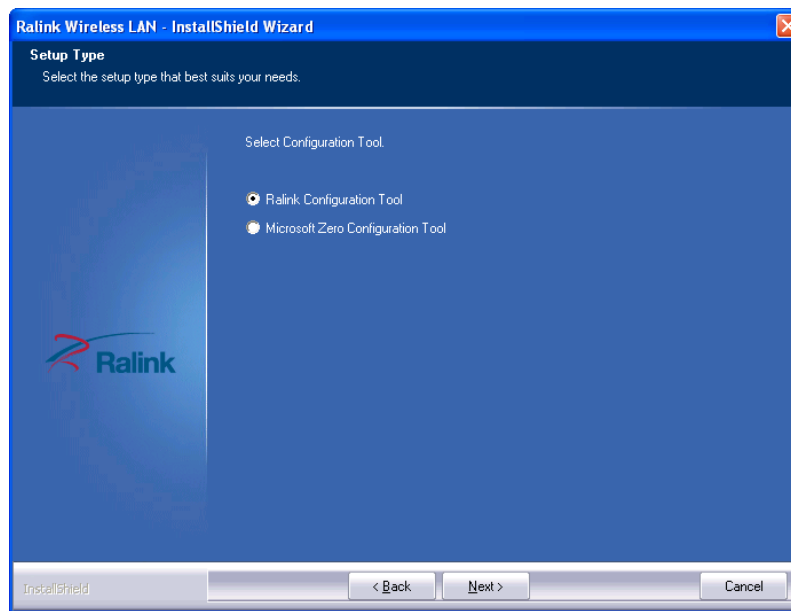 Ralink Wireless LAN - InstallShield Wizard
Setup Type
Select the setup type that best suits your needs.
Select Configuration Tool.
Ralink Configuration Tool
Microsoft Zero Configuration Tool
Ralink
InstallShield
< Back
Next >
Cancel